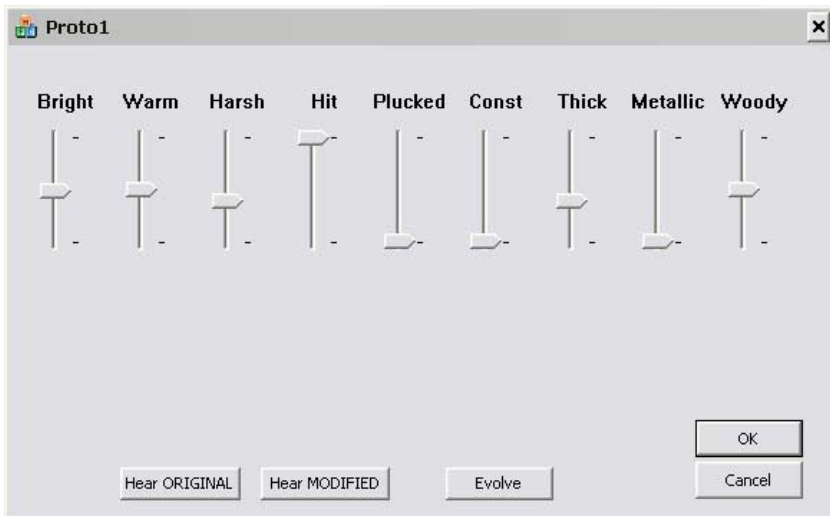 Proto1
Bright Warm Harsh Hit Plucked Const Thick Metallic Woody
OK
Hear ORIGINAL Hear MODIFIED Evolve Cancel